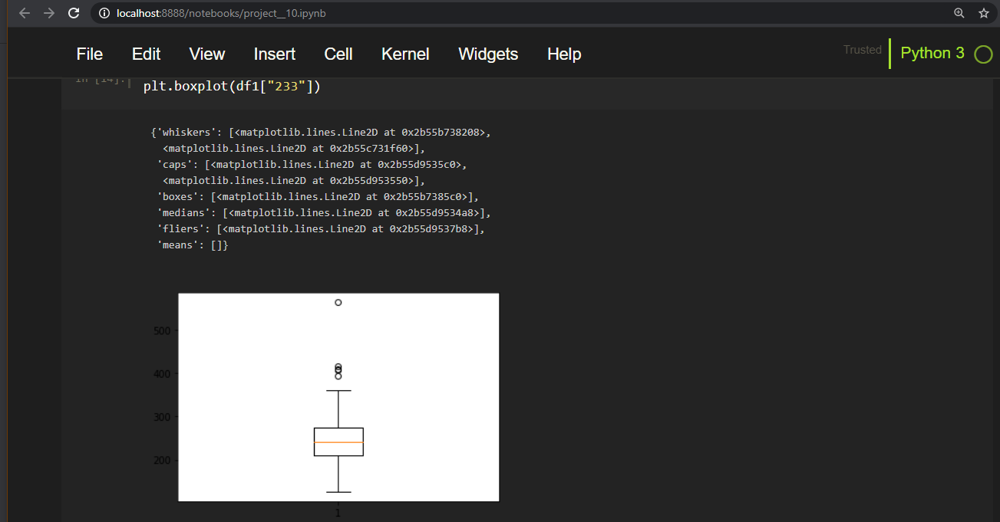 localhost:8888/notebooks/project__10.ipynb
File Edit View Insert Cell Kernel Widgets Help Trusted Python 3
In [14]:
plt.boxplot(df1["233"])
{'whiskers': [<matplotlib.lines.Line2D at 0x2b55b738208>,
<matplotlib.lines.Line2D at 0x2b55c731f60>],
'caps': [<matplotlib.lines.Line2D at 0x2b55d9535c0>,
<matplotlib.lines.Line2D at 0x2b55d953550>],
'boxes': [<matplotlib.lines.Line2D at 0x2b55b7385c0>],
'medians': [<matplotlib.lines.Line2D at 0x2b55d9534a8>],
'fliers': [<matplotlib.lines.Line2D at 0x2b55d9537b8>],
'means': []}
500
400
300
200
1